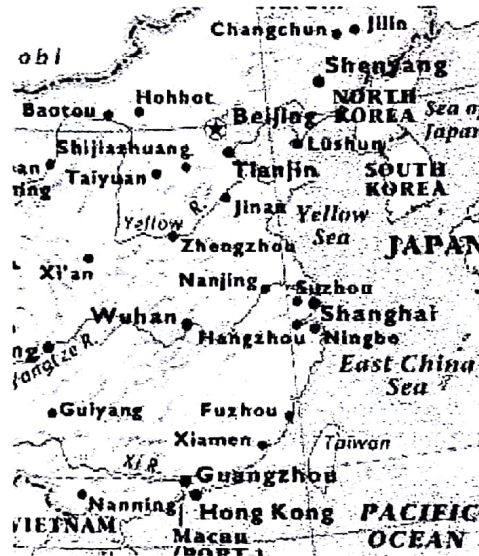 obi
Changchun
Jilin
Shenyang
NORTH
KOREA
Sea of
Japan
Baotou
Hohhot
Beijing
Lüshun
Shijiazhuang
Tianjin
Taiyuan
SOUTH
KOREA
Jinan
Yellow
R.
Yellow
Sea
Zhengzhou
JAPAN
Xi'an
Nanjing
Suzhou
Shanghai
Wuhan
Hangzhou
Ningbo
Yangtze R.
East China
Sea
Guiyang
Fuzhou
Xiamen
Taiwan
Xi R.
Guangzhou
Nanning
Hong Kong
VIETNAM
Macau
(PORT.)
PACIFIC
OCEAN